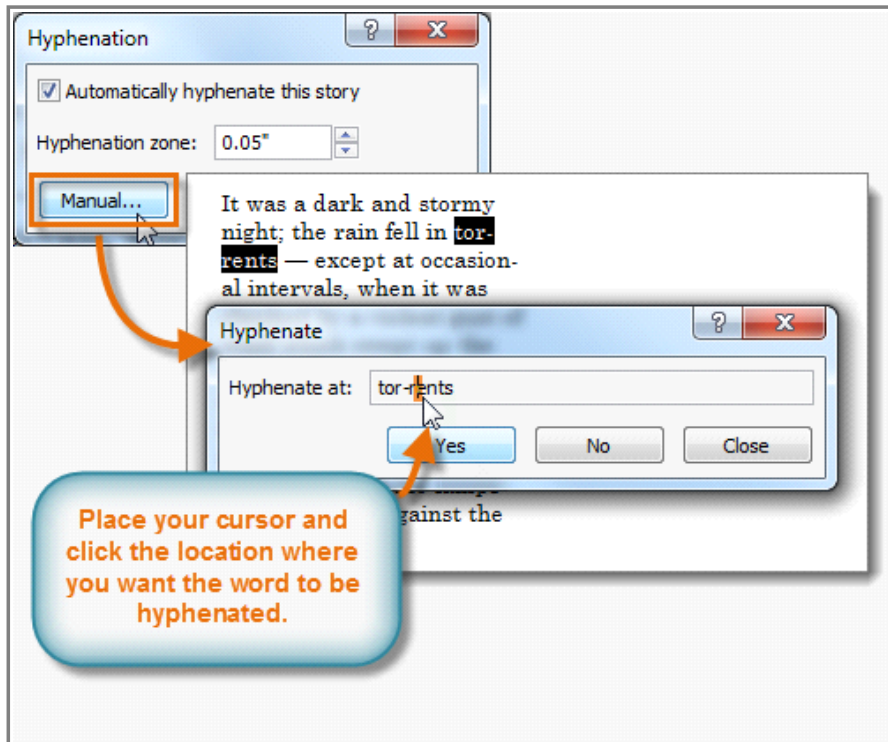 Hyphenation
Automatically hyphenate this story
Hyphenation zone: 0.05"
Manual...
It was a dark and stormy
night; the rain fell in tor-
rents — except at occasion-
al intervals, when it was
Hyphenate
Hyphenate at: tor-rents
Yes No Close
gainst the
Place your cursor and
click the location where
you want the word to be
hyphenated.